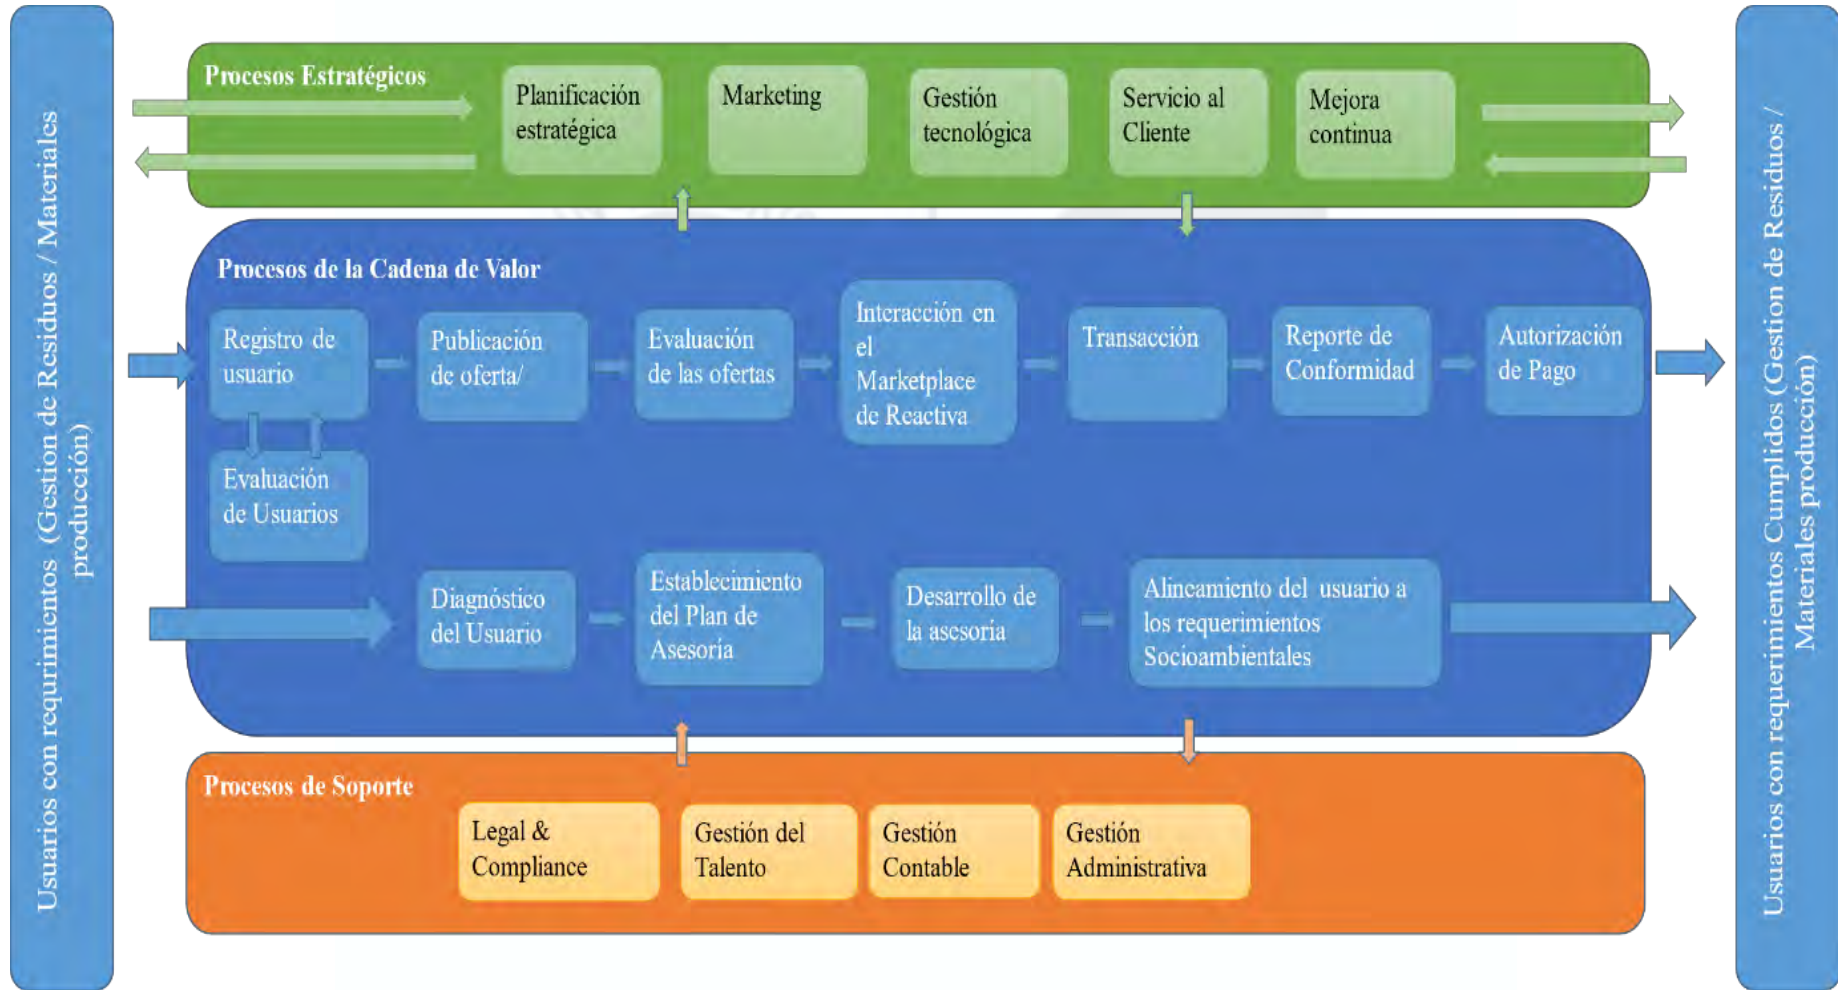 Usuarios con requrimientos  (Gestion de Residuos / Materiales
producción)
Procesos Estratégicos
Planificación
estratégica
Marketing
Gestión
tecnológica
Servicio al
Cliente
Mejora
continua
Procesos de la Cadena de Valor
Registro de
usuario
Publicación
de oferta/
Evaluación
de las ofertas
Interacción en
el
Marketplace
de Reactiva
Transacción
Reporte de
Conformidad
Autorización
de Pago
Evaluación
de Usuarios
Diagnóstico
del Usuario
Establecimiento
del Plan de
Asesoría
Desarrollo de
la asesoría
Alineamiento del  usuario a
los requerimientos
Socioambientales
Procesos de Soporte
Legal &
Compliance
Gestión del
Talento
Gestión
Contable
Gestión
Administrativa
Usuarios con requerimientos Cumplidos (Gestion de Residuos /
Materiales producción)